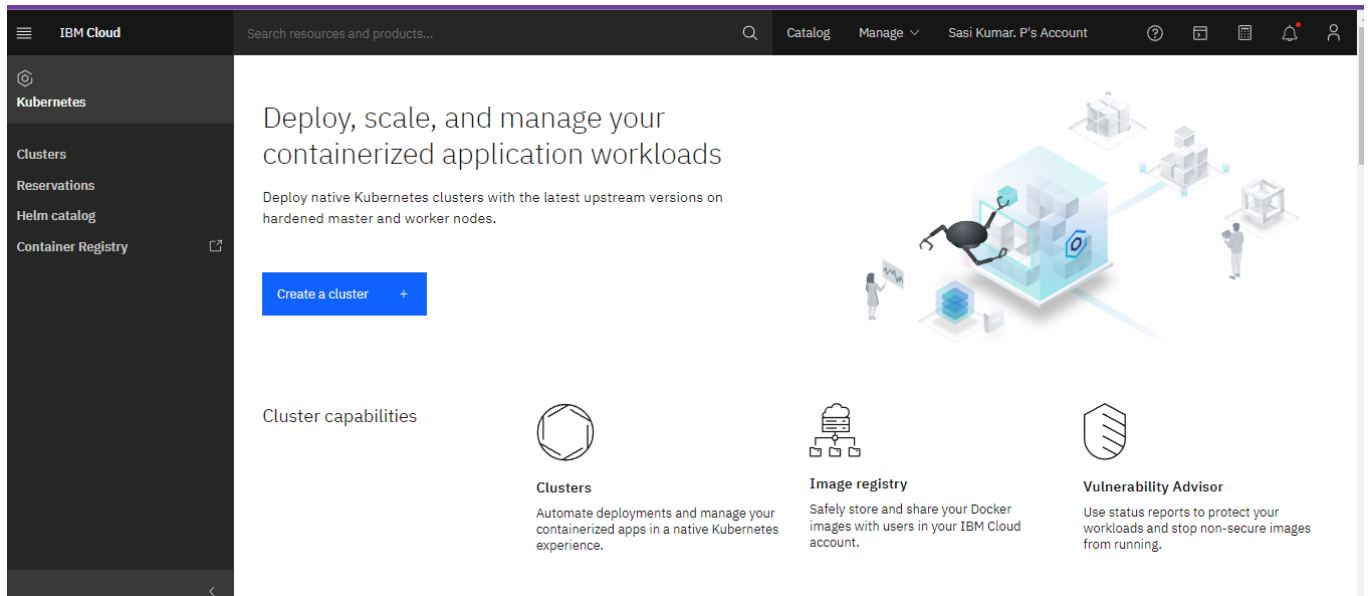 IBM Cloud
Search resources and products...
Catalog
Manage
Sasi Kumar. P's Account
Kubernetes
Clusters
Reservations
Helm catalog
Container Registry
Deploy, scale, and manage your
containerized application workloads
Deploy native Kubernetes clusters with the latest upstream versions on
hardened master and worker nodes.
Create a cluster +
Cluster capabilities
Clusters
Automate deployments and manage your
containerized apps in a native Kubernetes
experience.
Image registry
Safely store and share your Docker
images with users in your IBM Cloud
account.
Vulnerability Advisor
Use status reports to protect your
workloads and stop non-secure images
from running.